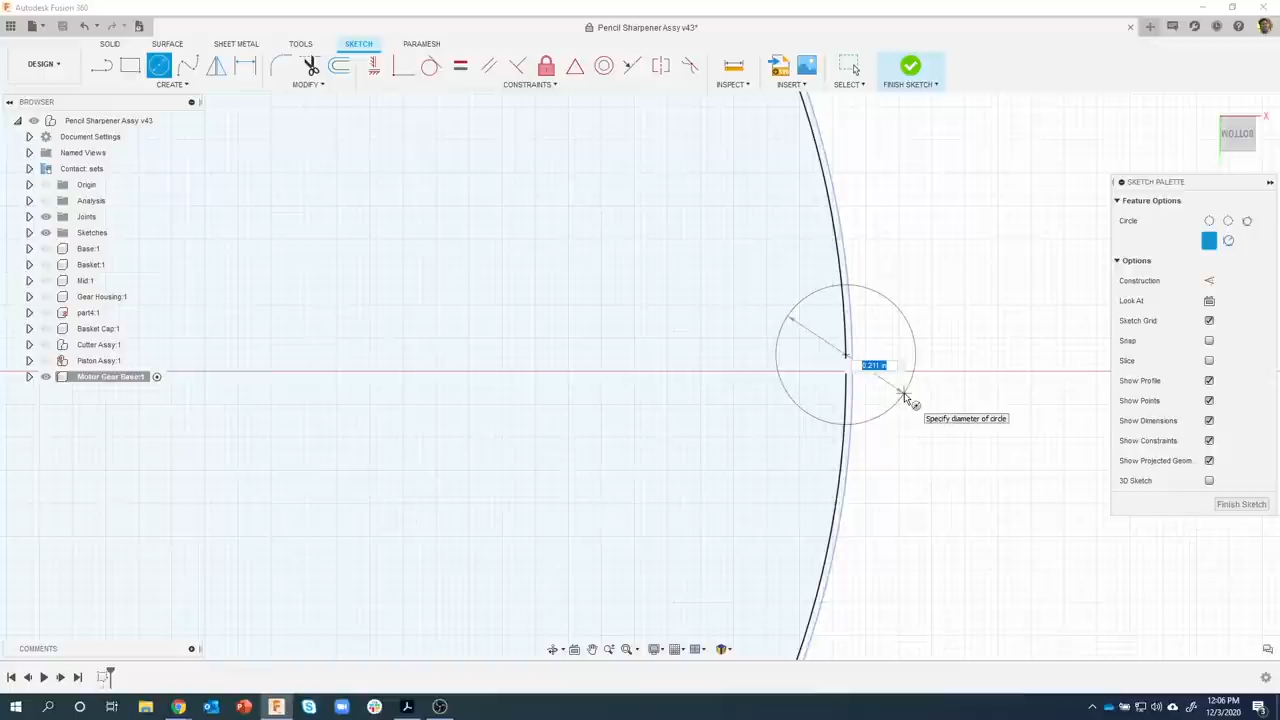 Autodesk Fusion 360
Pencil Sharpener Assy v43*
SOLID SURFACE SHEET METAL TOOLS SKETCH PARAMESH
DESIGN
CREATE MODIFY CONSTRAINTS INSPECT INSERT SELECT FINISH SKETCH
BROWSER
Pencil Sharpener Assy v43
Document Settings
Named Views
Contact: sets
Origin
Analysis
Joints
Sketches
Base:1
Basket:1
Mid:1
Gear Housing:1
part4:1
Basket Cap:1
Cutter Assy:1
Piston Assy:1
Motor Gear Base:1
0.211 in
Specify diameter of circle
X
BOTTOM
SKETCH PALETTE
Feature Options
Circle
Options
Construction
Look At
Sketch Grid
Snap
Slice
Show Profile
Show Points
Show Dimensions
Show Constraints
Show Projected Geom...
3D Sketch
Finish Sketch
COMMENTS
12:06 PM
12/3/2020
3